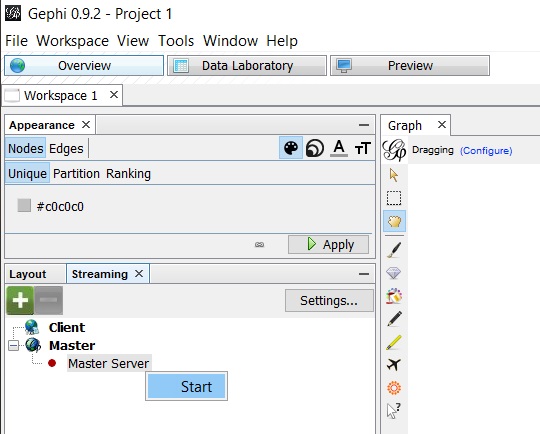 Gephi 0.9.2 - Project 1
File Workspace View Tools Window Help
Overview Data Laboratory Preview
Workspace 1 ×
Appearance ×
Nodes Edges A TT
Unique Partition Ranking
#c0c0c0
Apply
Layout Streaming ×
Settings...
Client
Master
Master Server
Start
Graph ×
Dragging (Configure)